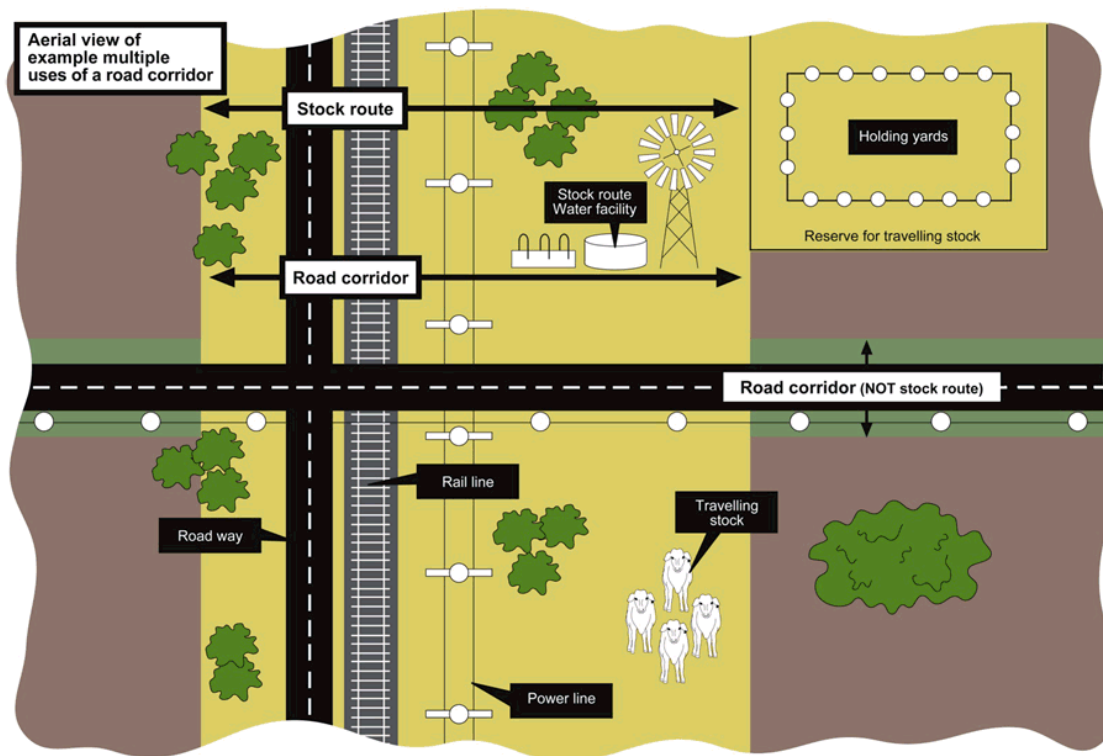 Aerial view of
example multiple
uses of a road corridor
Stock route
Holding yards
Stock route
Water facility
Reserve for travelling stock
Road corridor
Road corridor (NOT stock route)
Rail line
Travelling
stock
Road way
Power line